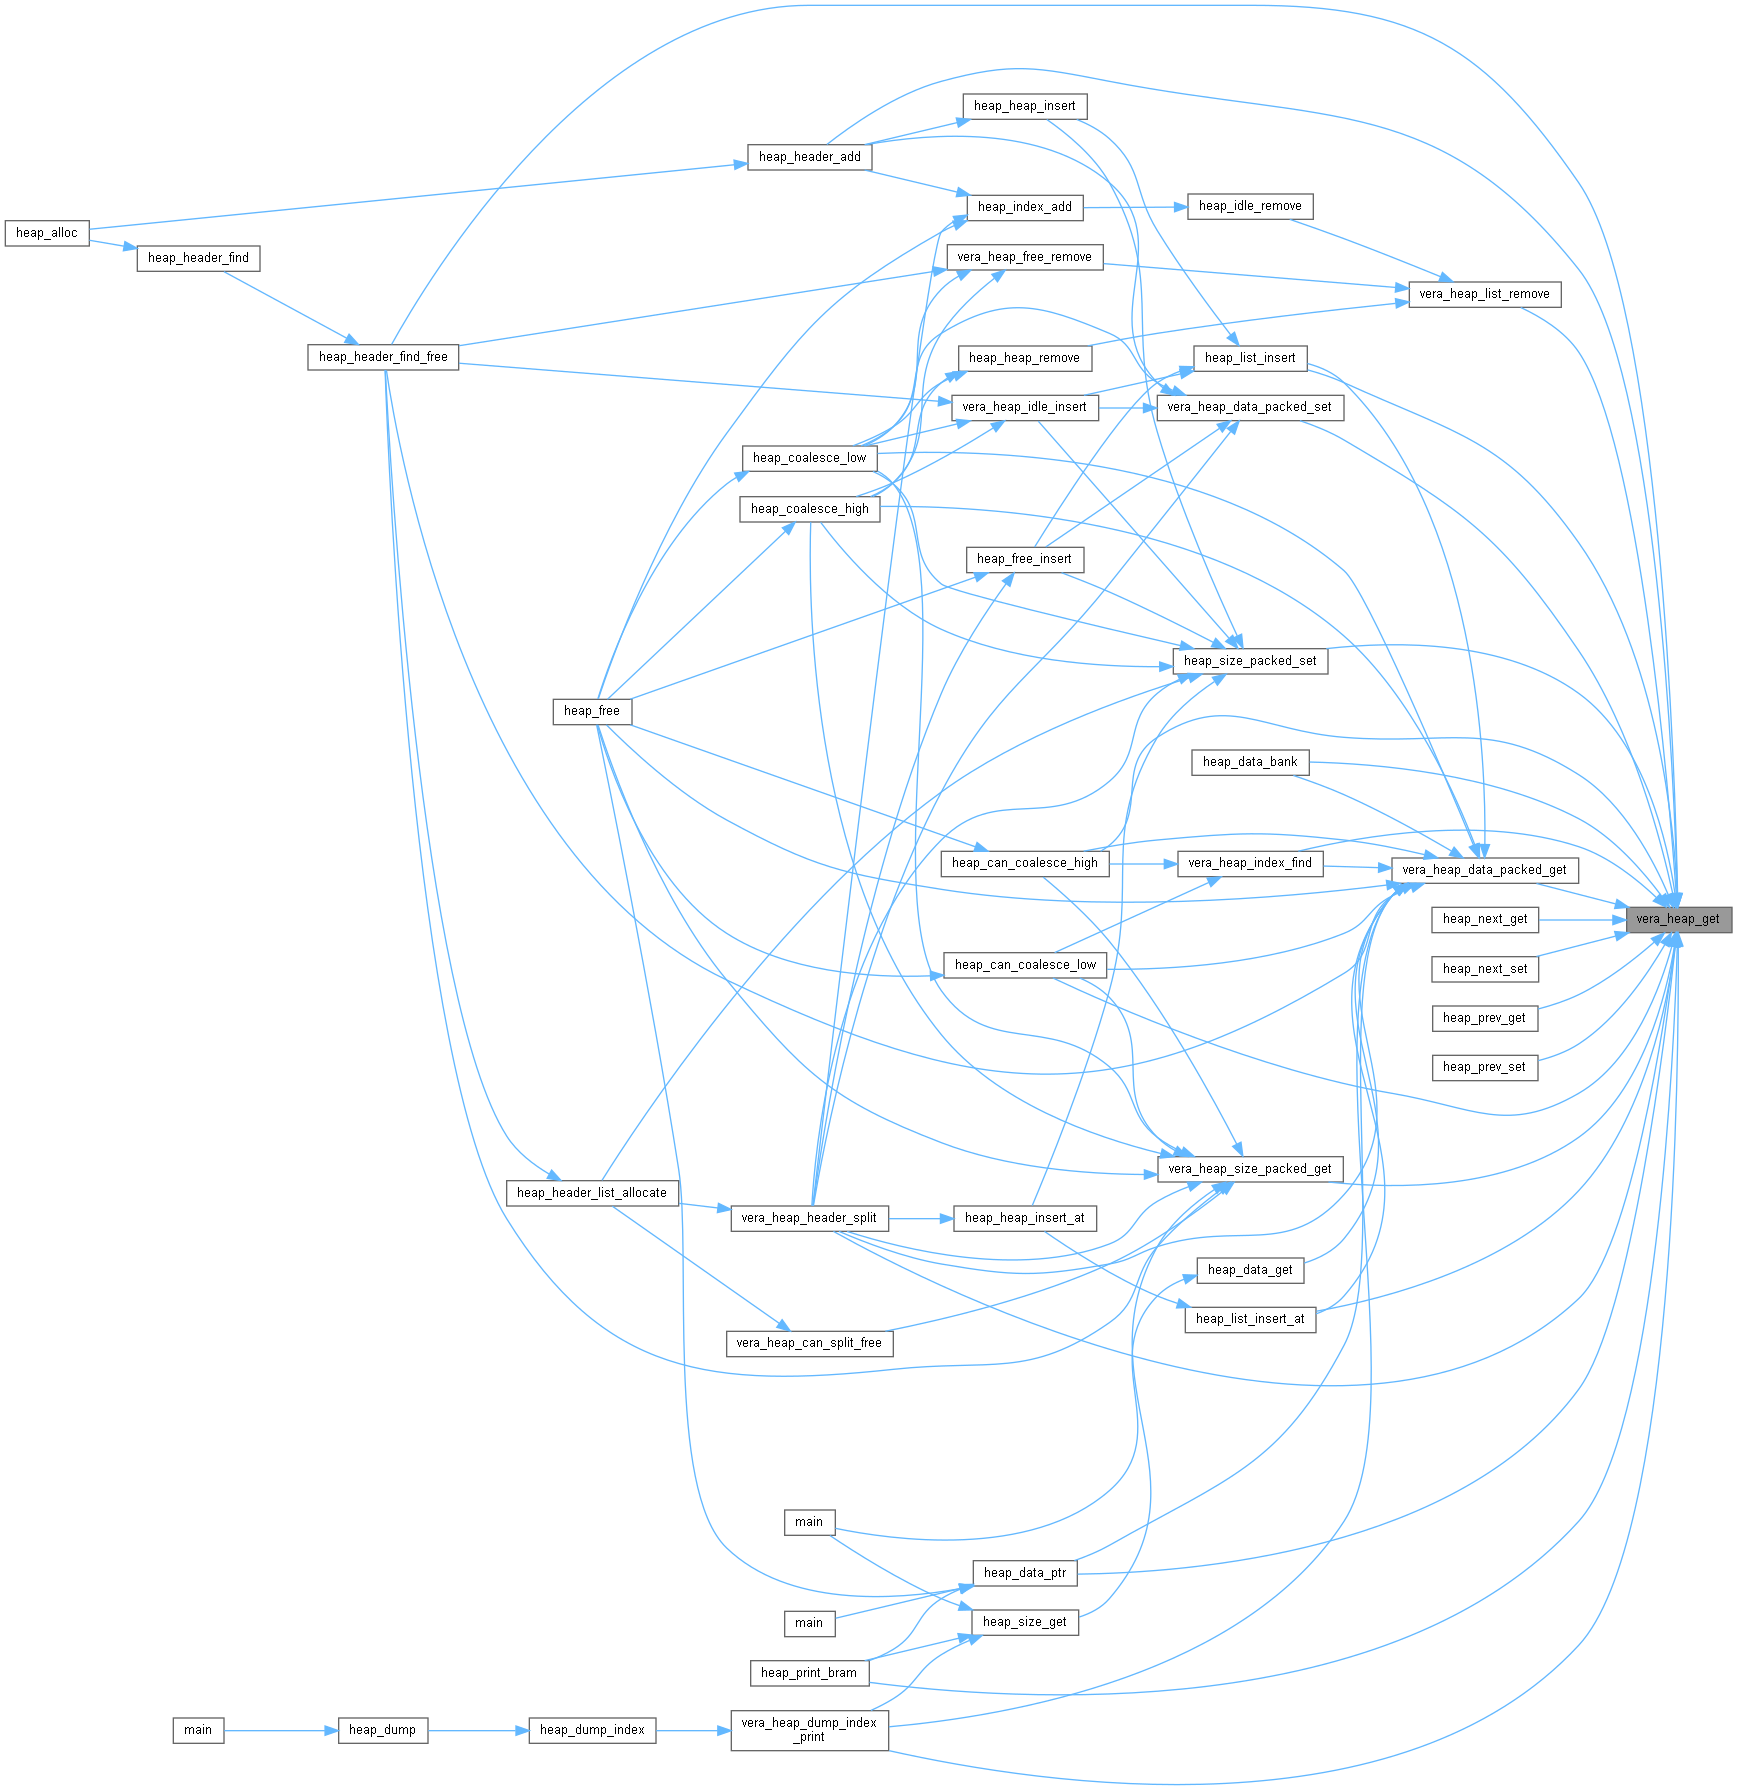 heap_heap_insert
heap_header_add
heap_idle_remove
heap_index_add
heap_alloc
heap_header_find
vera_heap_free_remove
vera_heap_list_remove
heap_header_find_free
heap_heap_remove
heap_list_insert
vera_heap_idle_insert
vera_heap_data_packed_set
heap_coalesce_low
heap_coalesce_high
heap_free_insert
heap_size_packed_set
heap_free
heap_data_bank
heap_can_coalesce_high
vera_heap_index_find
vera_heap_data_packed_get
heap_next_get
vera_heap_get
heap_can_coalesce_low
heap_next_set
heap_prev_get
heap_prev_set
vera_heap_size_packed_get
heap_header_list_allocate
vera_heap_header_split
heap_heap_insert_at
heap_data_get
heap_list_insert_at
vera_heap_can_split_free
main
heap_data_ptr
main
heap_size_get
heap_print_bram
main
heap_dump
heap_dump_index
vera_heap_dump_index
_print